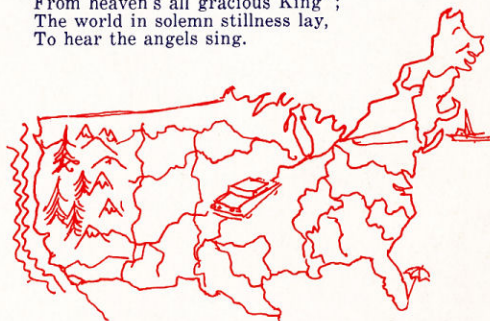 From heaven's all gracious King" ;
The world in solemn stillness lay,
To hear the angels sing.